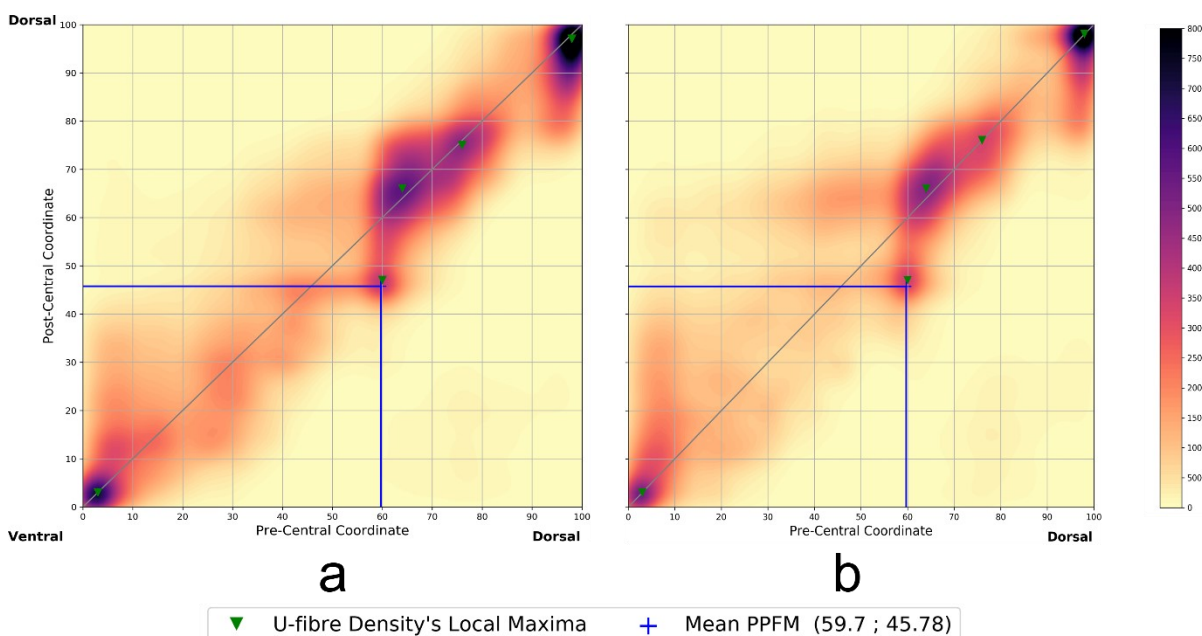 Dorsal
100
90
80
70
60
50
40
30
20
10
0
Post-Central Coordinate
0 10 20 30 40 50 60 70 80 90 100
Pre-Central Coordinate
Ventral
Dorsal
a
0 10 20 30 40 50 60 70 80 90 100
Pre-Central Coordinate
Dorsal
b
800
750
700
650
600
550
500
450
400
350
300
250
200
150
100
500
0
U-fibre Density's Local Maxima
Mean PPFM (59.7 ; 45.78)